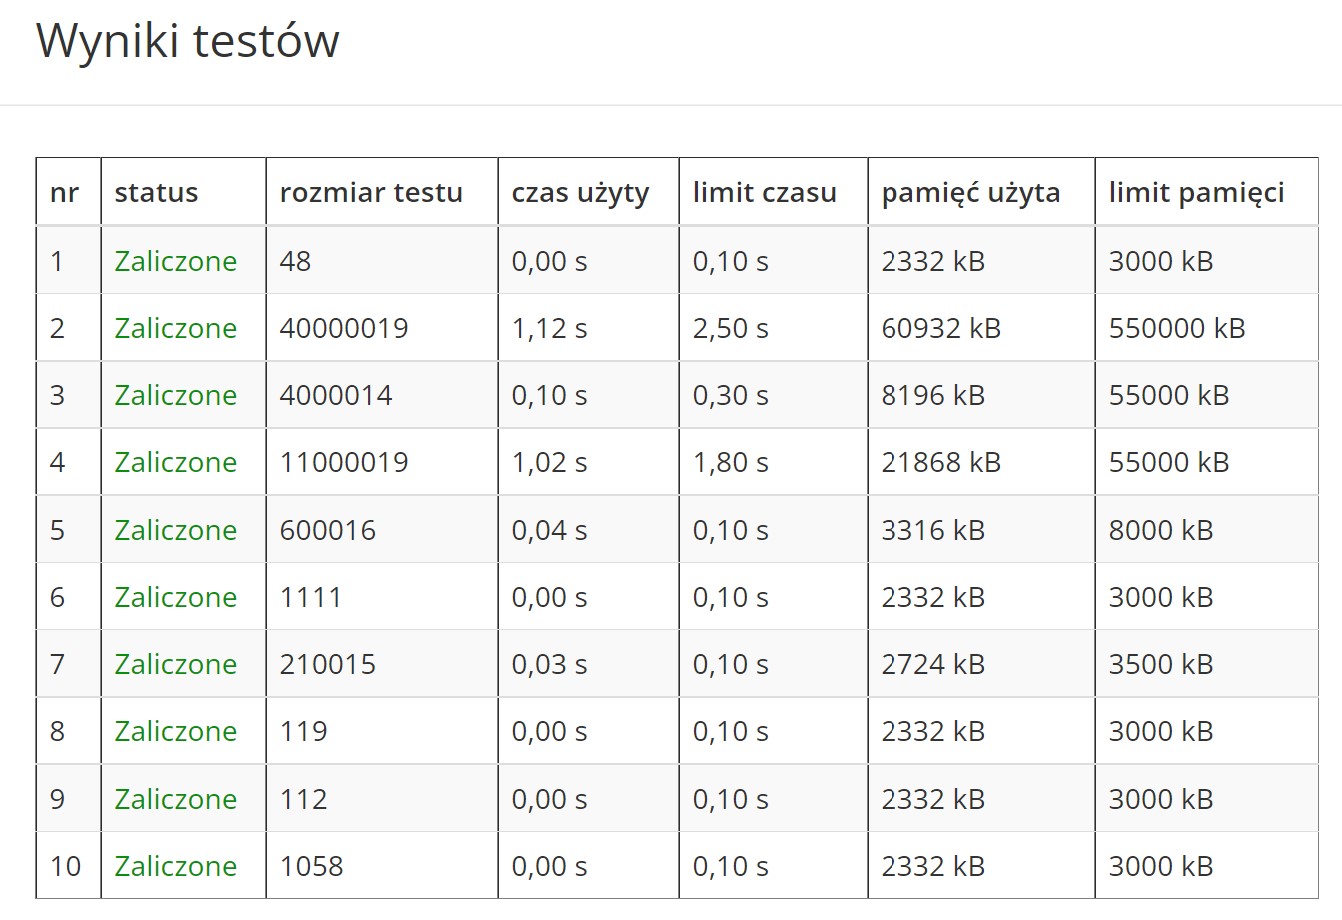 Wyniki testów
nr status rozmiar testu czas użyty limit czasu pamięć użyta limit pamięci
1 Zaliczone 48 0,00 s 0,10 s 2332 kB 3000 kB
2 Zaliczone 40000019 1,12 s 2,50 s 60932 kB 550000 kB
3 Zaliczone 4000014 0,10 s 0,30 s 8196 kB 55000 kB
4 Zaliczone 11000019 1,02 s 1,80 s 21868 kB 55000 kB
5 Zaliczone 600016 0,04 s 0,10 s 3316 kB 8000 kB
6 Zaliczone 1111 0,00 s 0,10 s 2332 kB 3000 kB
7 Zaliczone 210015 0,03 s 0,10 s 2724 kB 3500 kB
8 Zaliczone 119 0,00 s 0,10 s 2332 kB 3000 kB
9 Zaliczone 112 0,00 s 0,10 s 2332 kB 3000 kB
10 Zaliczone 1058 0,00 s 0,10 s 2332 kB 3000 kB